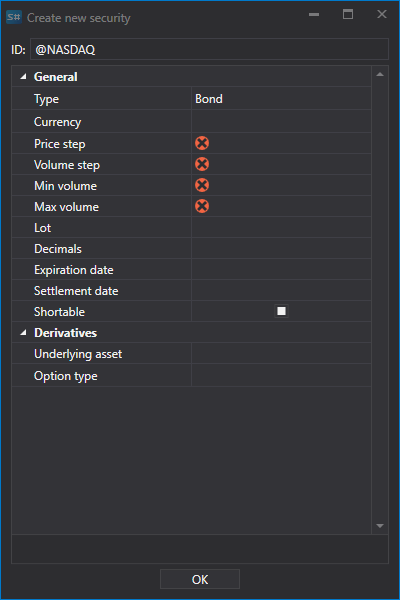 S# Create new security
ID: @NASDAQ
General
Type Bond
Currency
Price step
Volume step
Min volume
Max volume
Lot
Decimals
Expiration date
Settlement date
Shortable
Derivatives
Underlying asset
Option type
OK